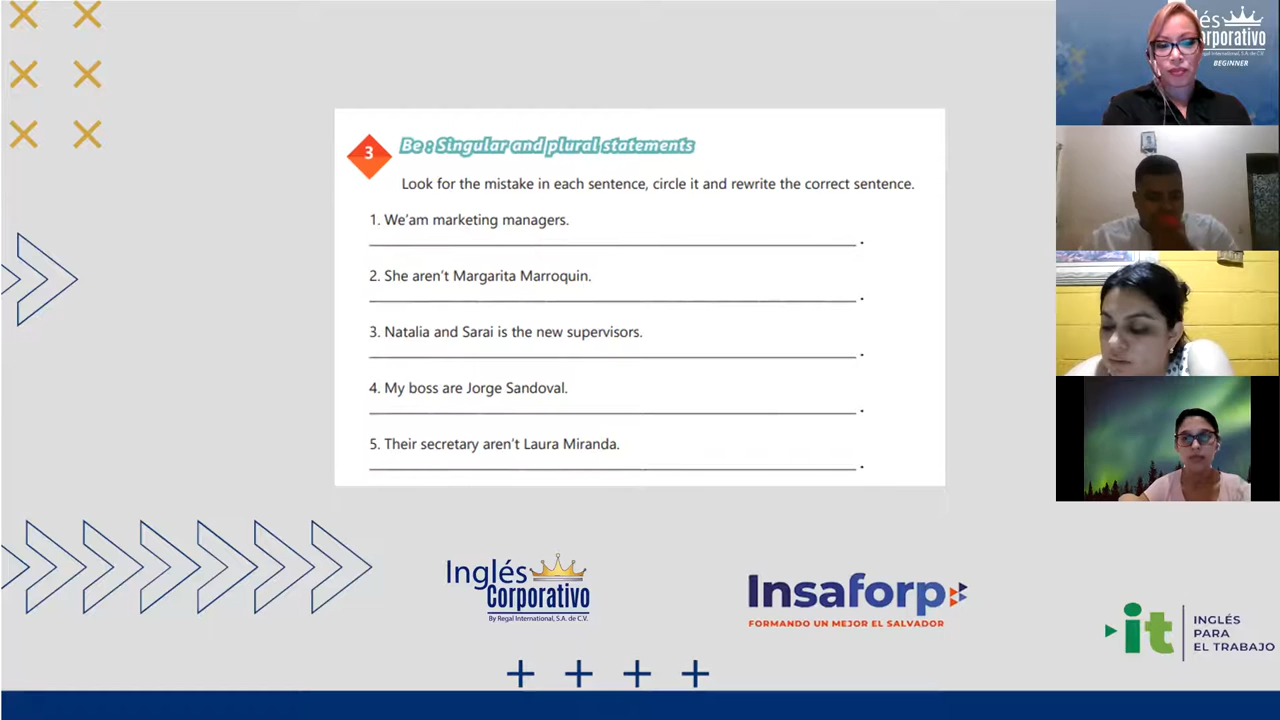 3
Be : Singular and plural statements
Look for the mistake in each sentence, circle it and rewrite the correct sentence.
1. We'am marketing managers.
2. She aren't Margarita Marroquin.
3. Natalia and Sarai is the new supervisors.
4. My boss are Jorge Sandoval.
5. Their secretary aren't Laura Miranda.
Inglés
Corporativo
By Regal International, S.A. de C.V.
Insaforp
FORMANDO UN MEJOR EL SALVADOR
it
INGLÉS
PARA
EL TRABAJO
BEGINNER